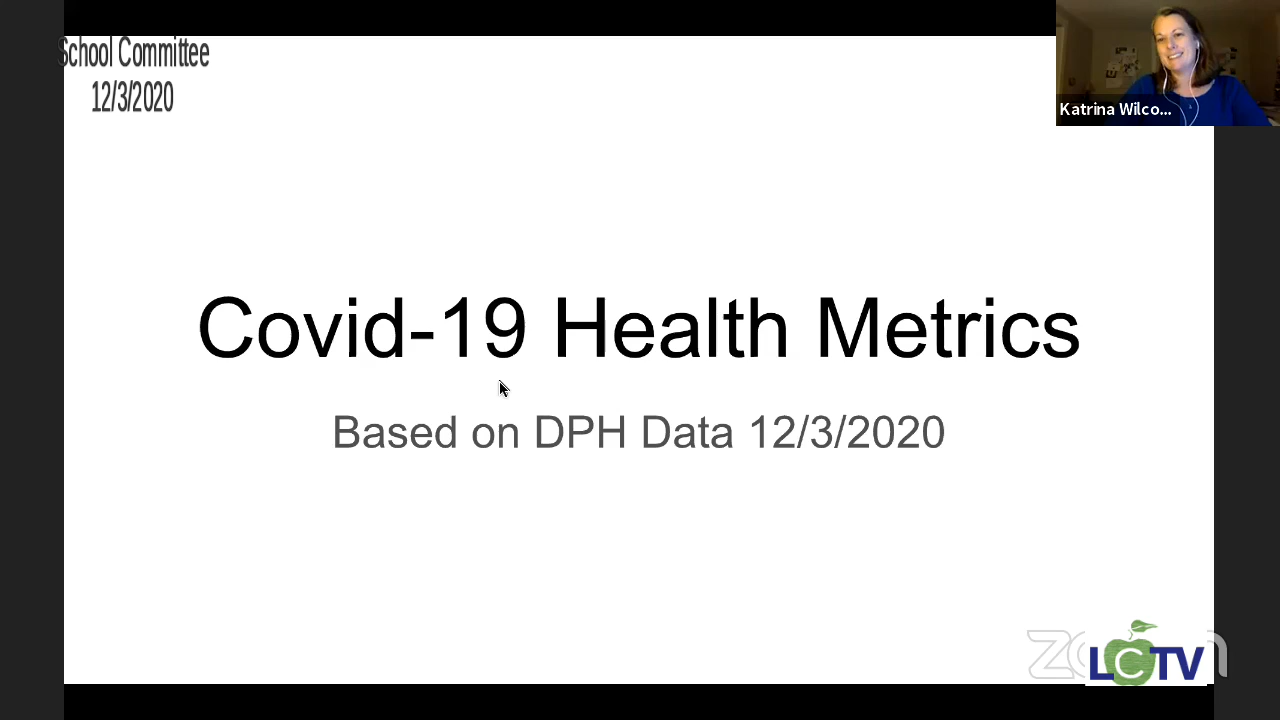 School Committee
12/3/2020
Katrina Wilco...
Covid-19 Health Metrics
Based on DPH Data 12/3/2020
zoom
LCTV